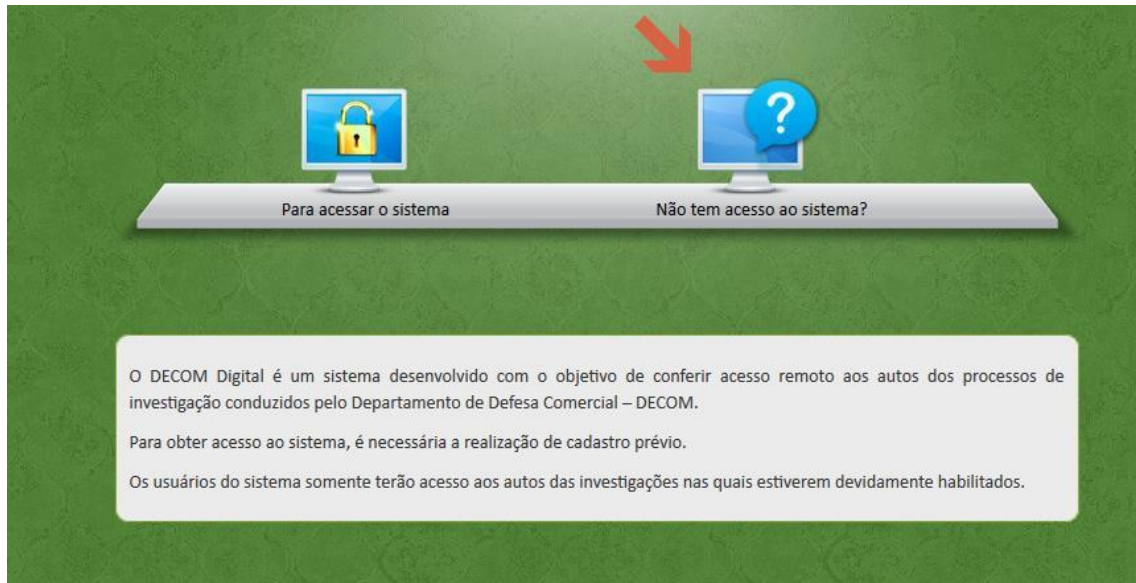 ?
Para acessar o sistema
Não tem acesso ao sistema?
O DECOM Digital é um sistema desenvolvido com o objetivo de conferir acesso remoto aos autos dos processos de
investigação conduzidos pelo Departamento de Defesa Comercial – DECOM.
Para obter acesso ao sistema, é necessária a realização de cadastro prévio.
Os usuários do sistema somente terão acesso aos autos das investigações nas quais estiverem devidamente habilitados.